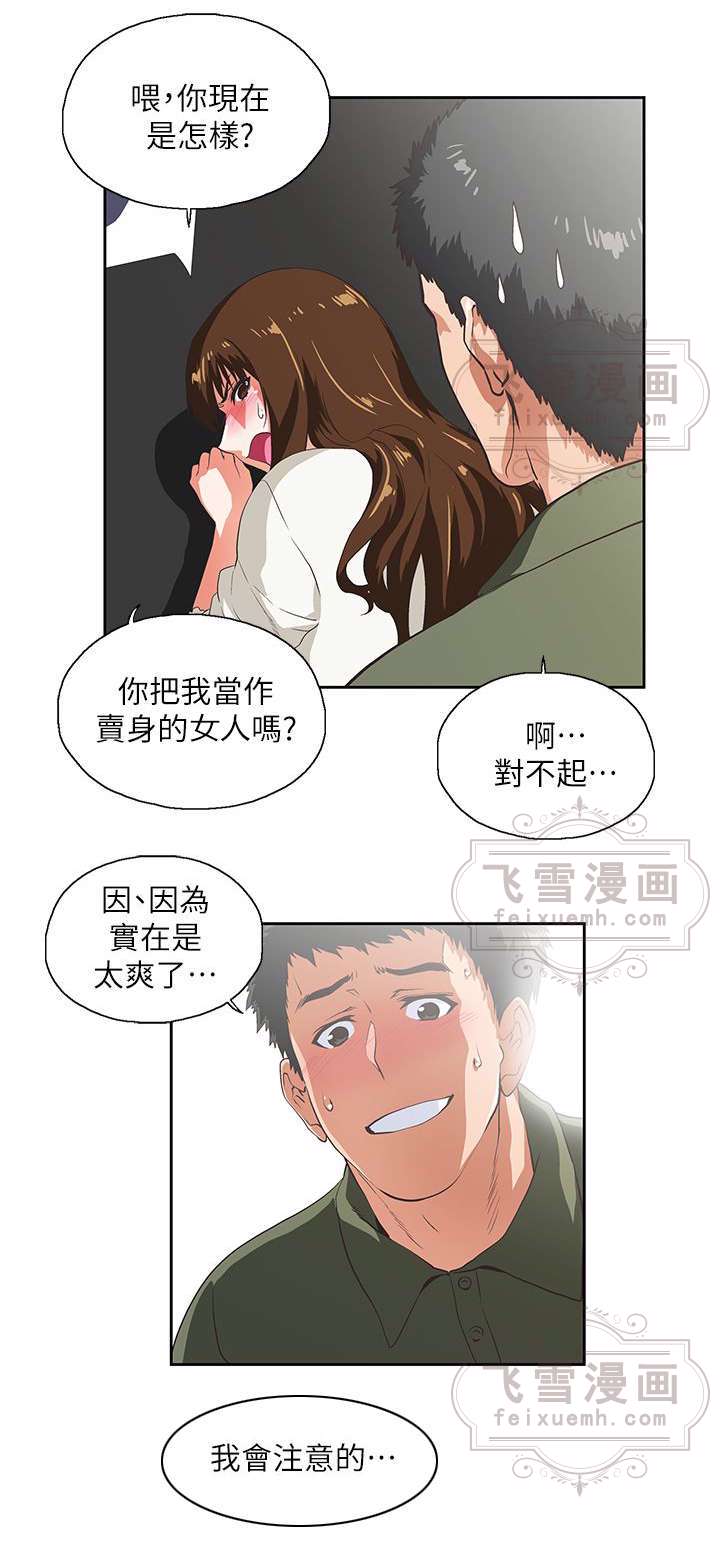 喂，你現在
是怎樣？
飞雪漫画
feixuemh.com
你把我當作
賣身的女人嗎？
啊…
對不起…
飞雪漫画
feixuemh.com
因、因為
實在是
太爽了…
飞雪漫画
feixuemh.com
我會注意的…